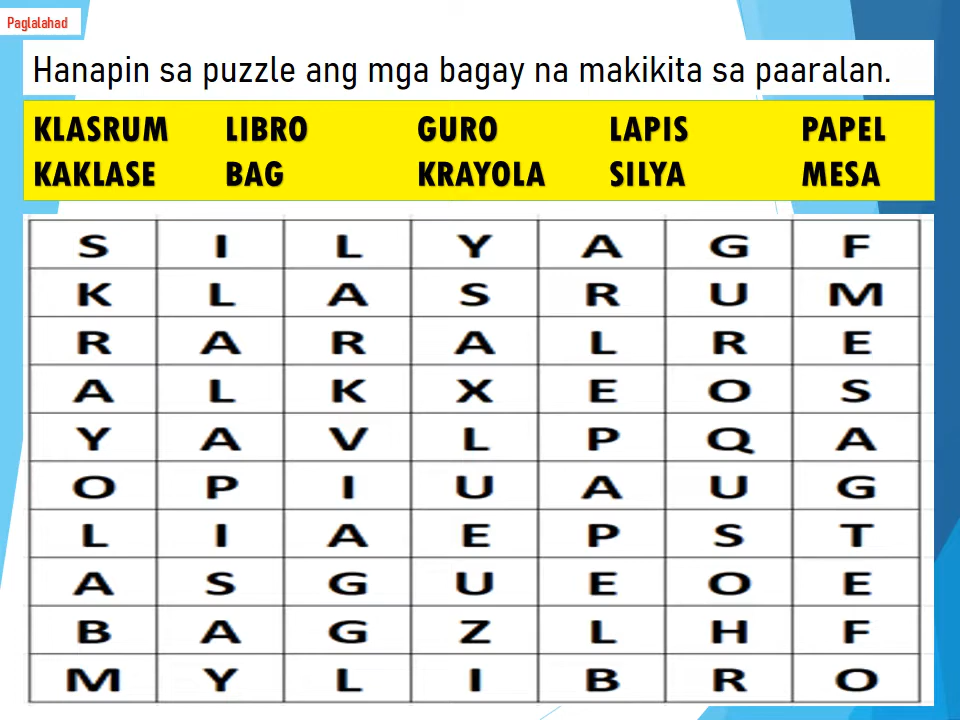 Paglalahad
Hanapin sa puzzle ang mga bagay na makikita sa paaralan.
KLASRUM LIBRO GURO LAPIS PAPEL
KAKLASE BAG KRAYOLA SILYA MESA
S I L Y A G F
K L A S R U M
R A R A L R E
A L K X E O S
Y A V L P Q A
O P I U A U G
L I A E P S T
A S G U E O E
B A G Z L H F
M Y L I B R O